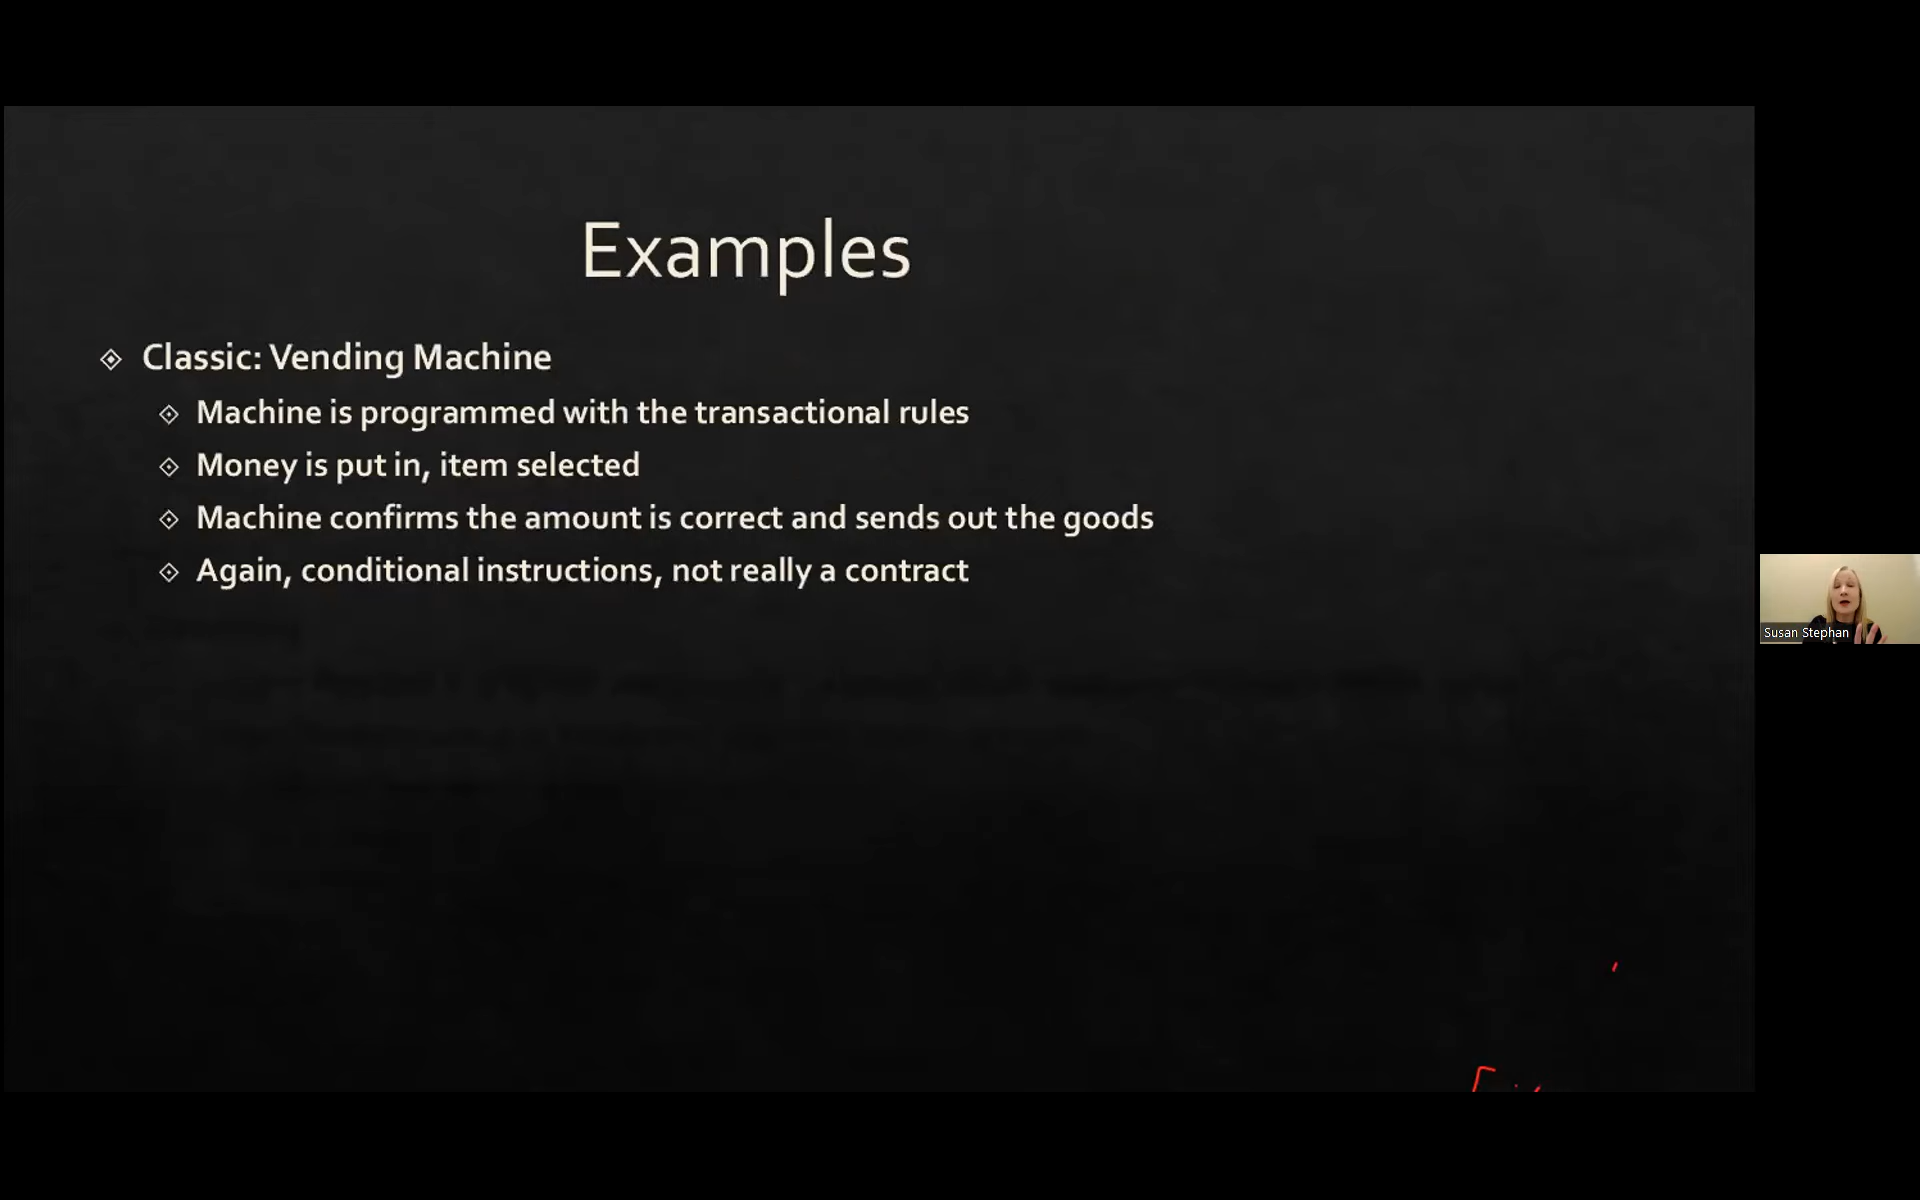 Examples
Classic: Vending Machine
Machine is programmed with the transactional rules
Money is put in, item selected
Machine confirms the amount is correct and sends out the goods
Again, conditional instructions, not really a contract
Susan Stephan